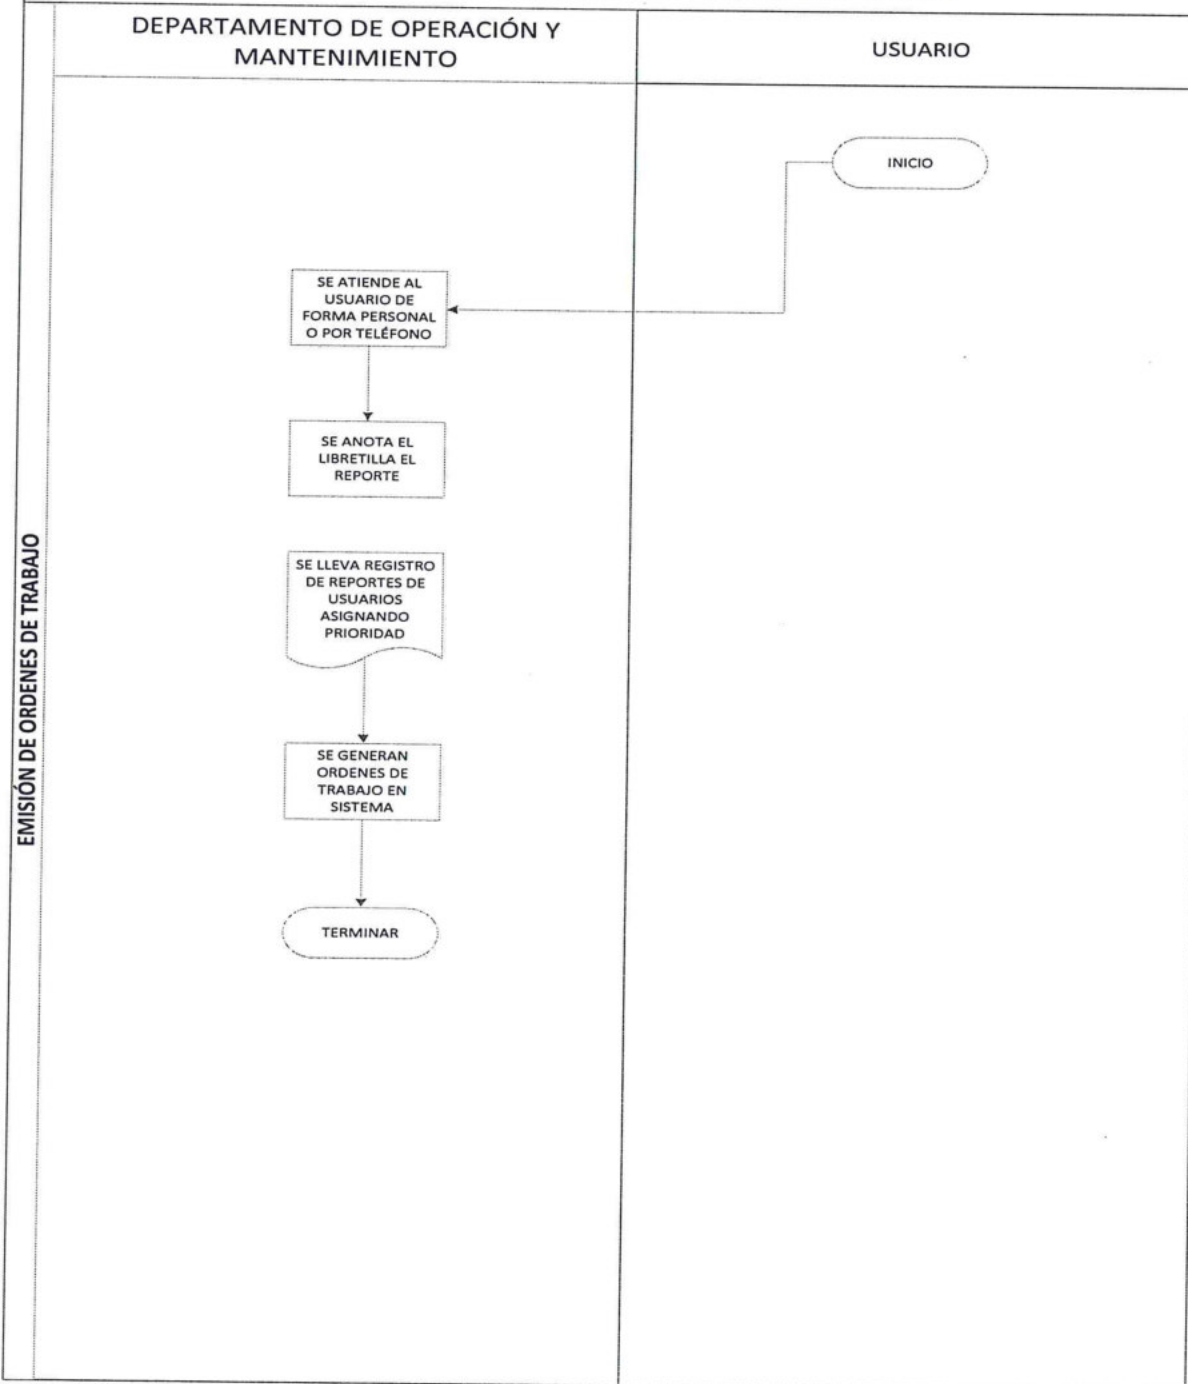 DEPARTAMENTO DE OPERACIÓN Y
MANTENIMIENTO
USUARIO
EMISIÓN DE ORDENES DE TRABAJO
INICIO
SE ATIENDE AL
USUARIO DE
FORMA PERSONAL
O POR TELÉFONO
SE ANOTA EL
LIBRETILLA EL
REPORTE
SE LLEVA REGISTRO
DE REPORTES DE
USUARIOS
ASIGNANDO
PRIORIDAD
SE GENERAN
ORDENES DE
TRABAJO EN
SISTEMA
TERMINAR